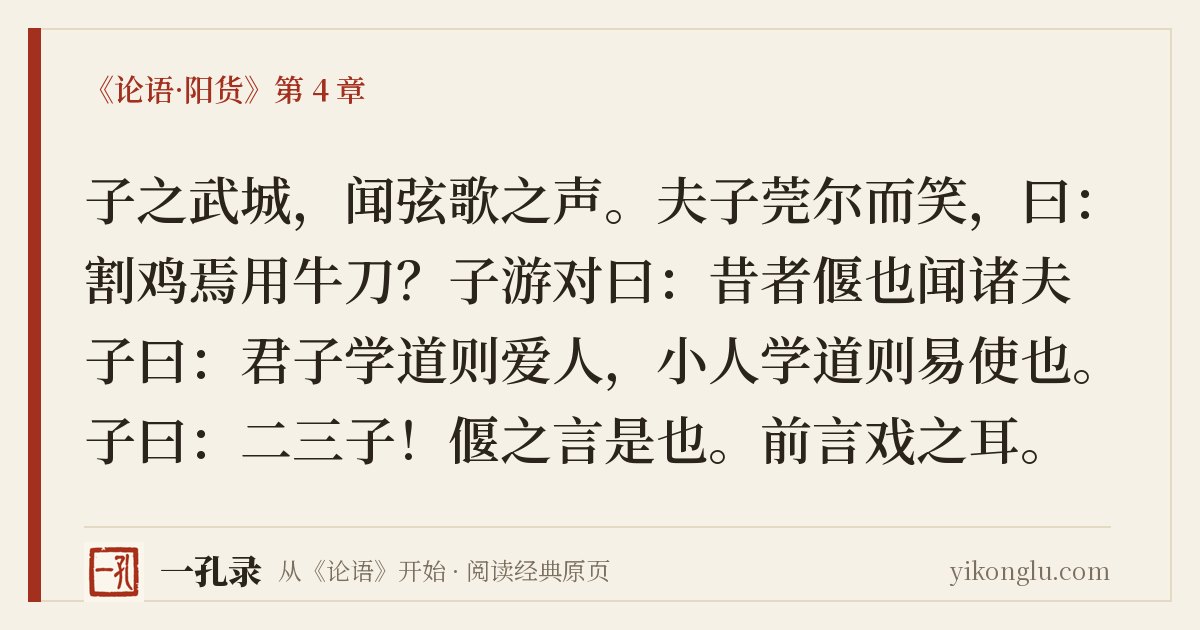 《论语·阳货》第 4 章
子之武城，闻弦歌之声。夫子莞尔而笑，曰：
割鸡焉用牛刀？子游对曰：昔者偃也闻诸夫
子曰：君子学道则爱人，小人学道则易使也。
子曰：二三子！偃之言是也。前言戏之耳。
一孔
一孔录
从《论语》开始 · 阅读经典原页
yikonglu.com